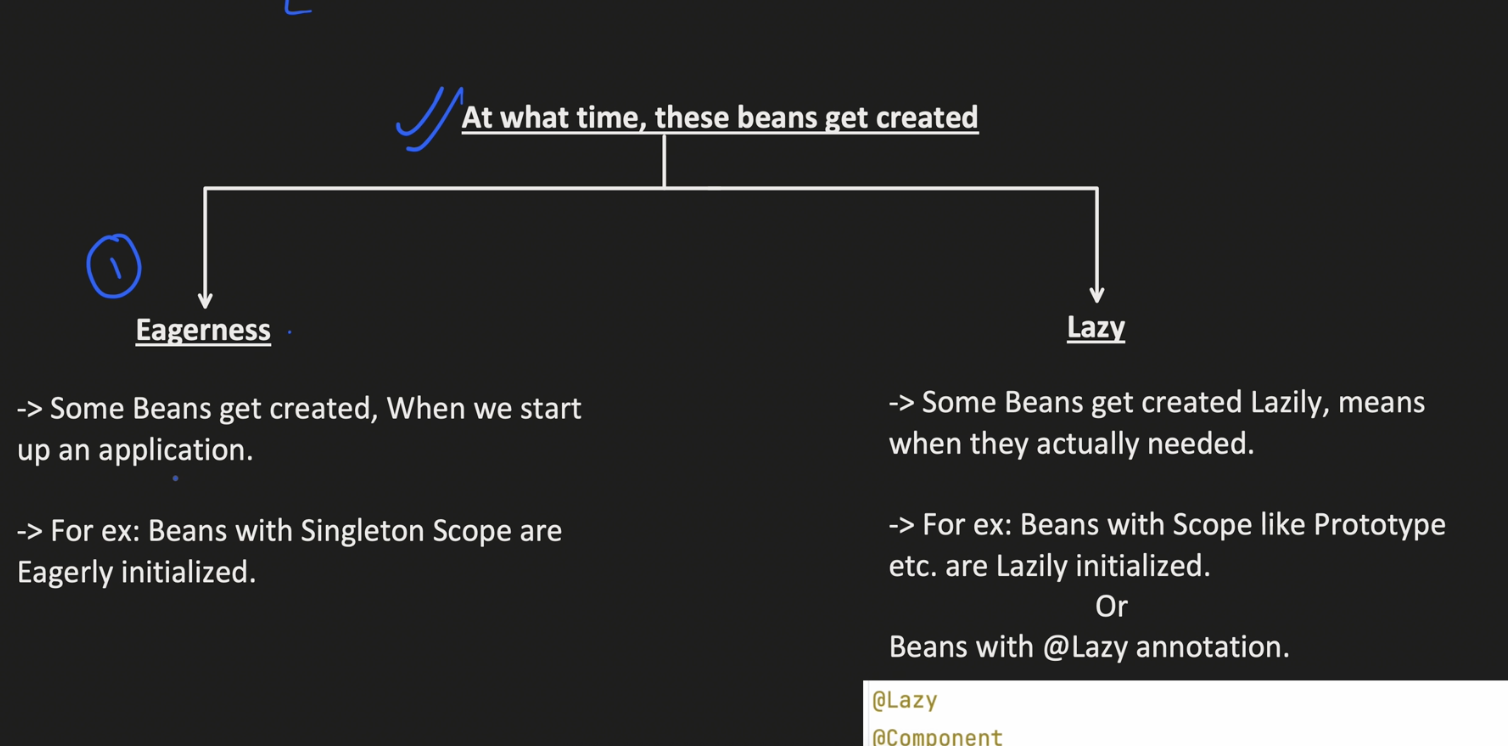 At what time, these beans get created
1
Eagerness
-> Some Beans get created, When we start
up an application.
-> For ex: Beans with Singleton Scope are
Eagerly initialized.
Lazy
-> Some Beans get created Lazily, means
when they actually needed.
-> For ex: Beans with Scope like Prototype
etc. are Lazily initialized.
Or
Beans with @Lazy annotation.
@Lazy
@Component